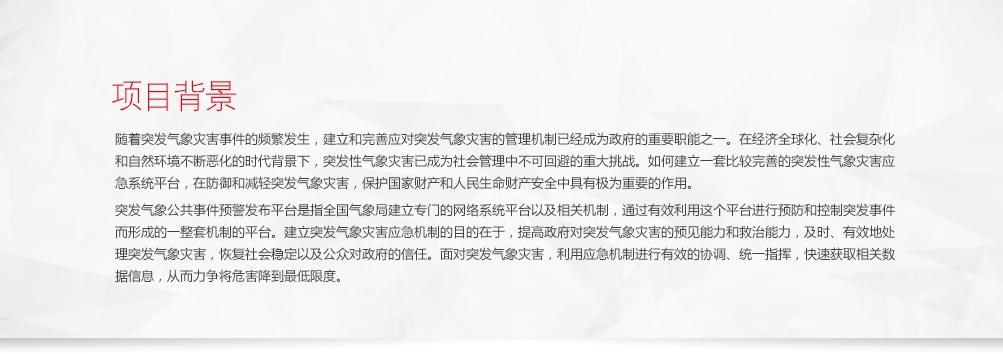 项目背景
随着突发气象灾害事件的频繁发生，建立和完善应对突发气象灾害的管理机制已经成为政府的重要职能之一。在经济全球化、社会复杂化
和自然环境不断恶化的时代背景下，突发性气象灾害已成为社会管理中不可回避的重大挑战。如何建立一套比较完善的突发性气象灾害应
急系统平台，在防御和减轻突发气象灾害，保护国家财产和人民生命财产安全中具有极为重要的作用。
突发气象公共事件预警发布平台是指全国气象局建立专门的网络系统平台以及相关机制，通过有效利用这个平台进行预防和控制突发事件
而形成的一整套机制的平台。建立突发气象灾害应急机制的目的在于，提高政府对突发气象灾害的预见能力和救治能力，及时、有效地处
理突发气象灾害，恢复社会稳定以及公众对政府的信任。面对突发气象灾害，利用应急机制进行有效的协调、统一指挥，快速获取相关数
据信息，从而力争将危害降到最低限度。